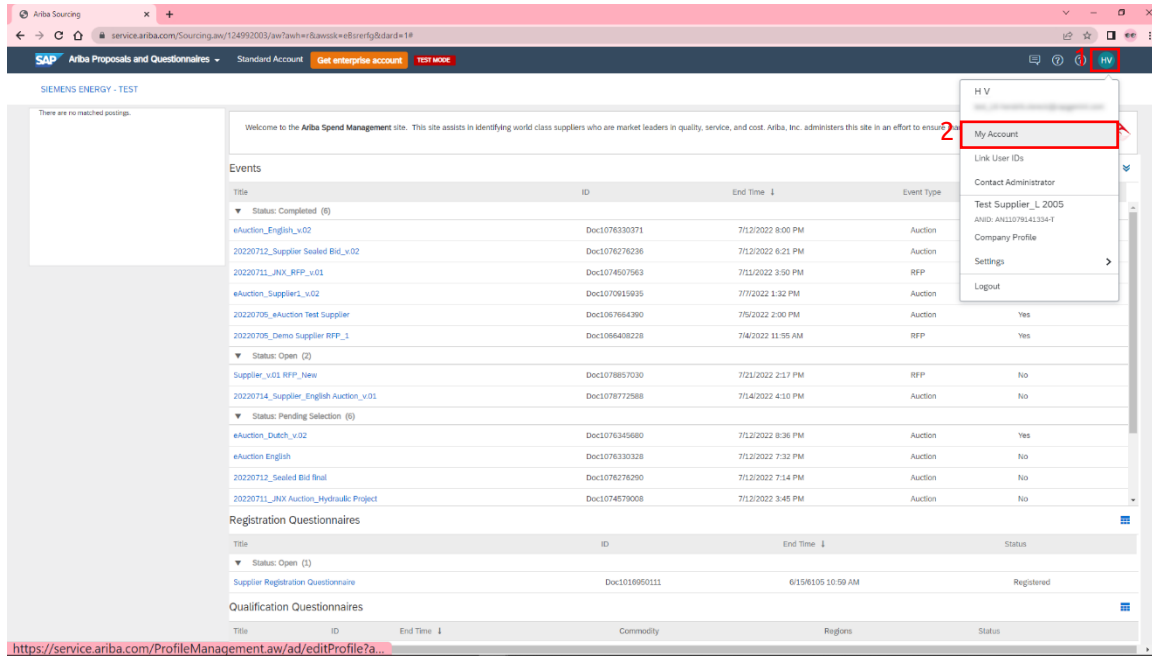 Ariba Sourcing
service.ariba.com/Sourcing.aw/124992003/aw?awh=r&awssk=eBsrerfg&dard=1#
SAP Ariba Proposals and Questionnaires Standard Account Get enterprise account TEST MODE 1 HV
SIEMENS ENERGY - TEST
There are no matched postings.
Welcome to the Ariba Spend Management site. This site assists in identifying world class suppliers who are market leaders in quality, service, and cost. Ariba, Inc. administers this site in an effort to ensure
H V
2 My Account
Link User IDs
Contact Administrator
Test Supplier_L 2005
ANID: AN11079141334-T
Company Profile
Settings
Logout
Events
Title ID End Time Event Type
Status: Completed (6)
eAuction_English_v.02 Doc1076330371 7/12/2022 8:00 PM Auction
20220712_Supplier Sealed Bid_v.02 Doc1076276236 7/12/2022 6:21 PM Auction
20220711_JNX_RFP_v.01 Doc1074507563 7/11/2022 3:50 PM RFP
eAuction_Supplier1_v.02 Doc1070915935 7/7/2022 1:32 PM Auction
20220705_eAuction Test Supplier Doc1067664390 7/5/2022 2:00 PM Auction Yes
20220705_Demo Supplier RFP_1 Doc1066408228 7/4/2022 11:55 AM RFP Yes
Status: Open (2)
Supplier_v.01 RFP_New Doc1078857030 7/21/2022 2:17 PM RFP No
20220714_Supplier_English Auction_v.01 Doc1078772588 7/14/2022 4:10 PM Auction No
Status: Pending Selection (6)
eAuction_Dutch_v.02 Doc1076345680 7/12/2022 8:36 PM Auction Yes
eAuction English Doc1076330328 7/12/2022 7:32 PM Auction No
20220712_Sealed Bid final Doc1076276290 7/12/2022 7:14 PM Auction No
20220711_JNX Auction_Hydraulic Project Doc1074579008 7/12/2022 3:45 PM Auction No
Registration Questionnaires
Title ID End Time Status
Status: Open (1)
Supplier Registration Questionnaire Doc1016950111 6/15/6105 10:59 AM Registered
Qualification Questionnaires
Title ID End Time Commodity Regions Status
https://service.ariba.com/ProfileManagement.aw/ad/editProfile?a...